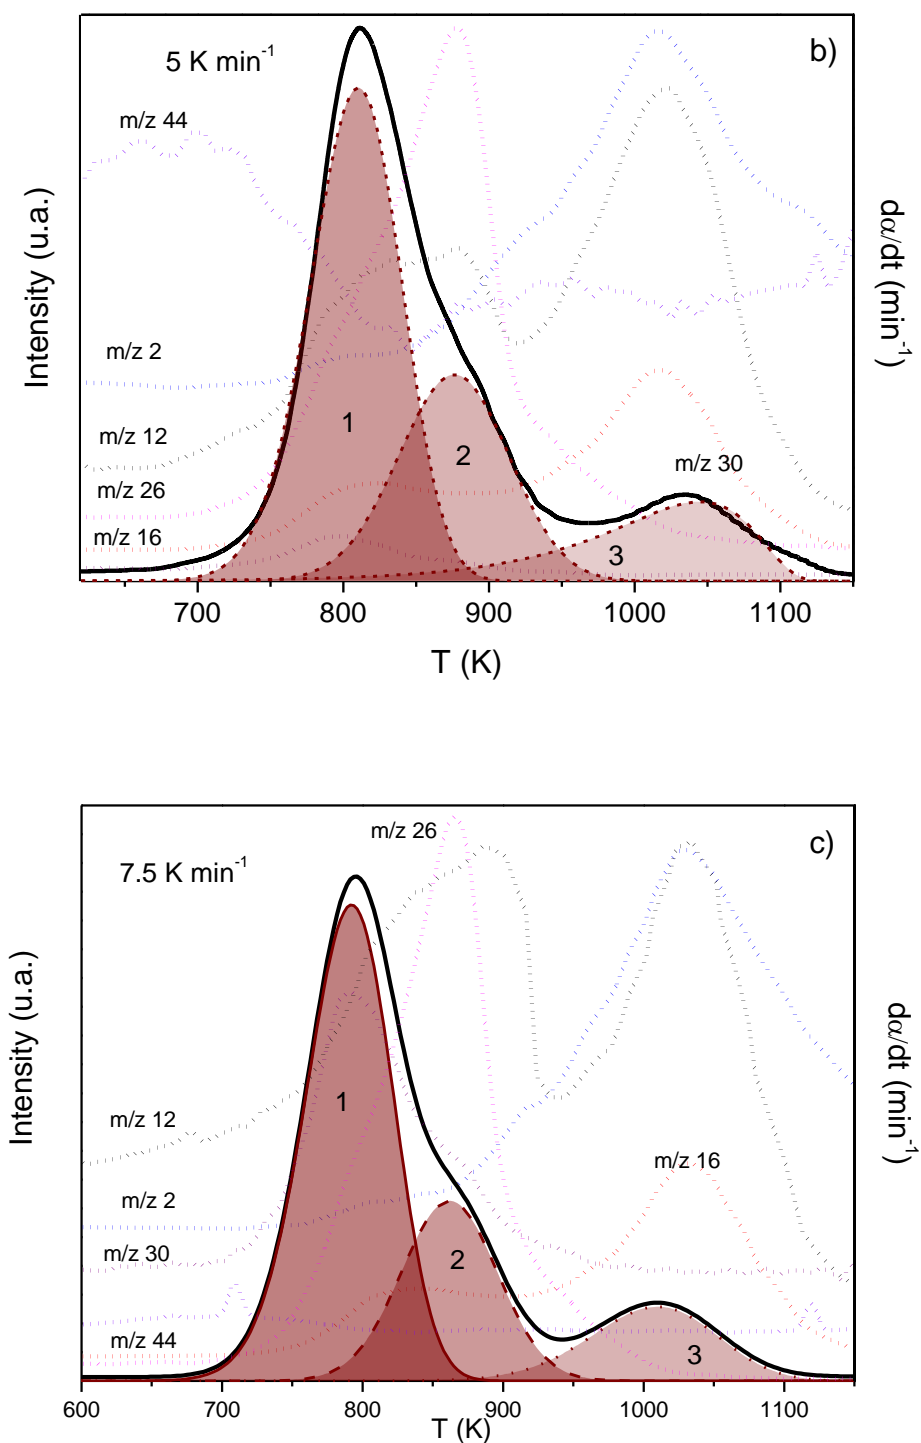 5 K min⁻¹
b)
m/z 44
Intensity (u.a.)
dα/dt (min⁻¹)
m/z 2
m/z 12
m/z 26
m/z 16
m/z 30
1
2
3
700 800 900 1000 1100
T (K)
m/z 26
c)
7.5 K min⁻¹
Intensity (u.a.)
dα/dt (min⁻¹)
m/z 12
m/z 2
m/z 30
m/z 44
m/z 16
1
2
3
600 700 800 900 1000 1100
T (K)